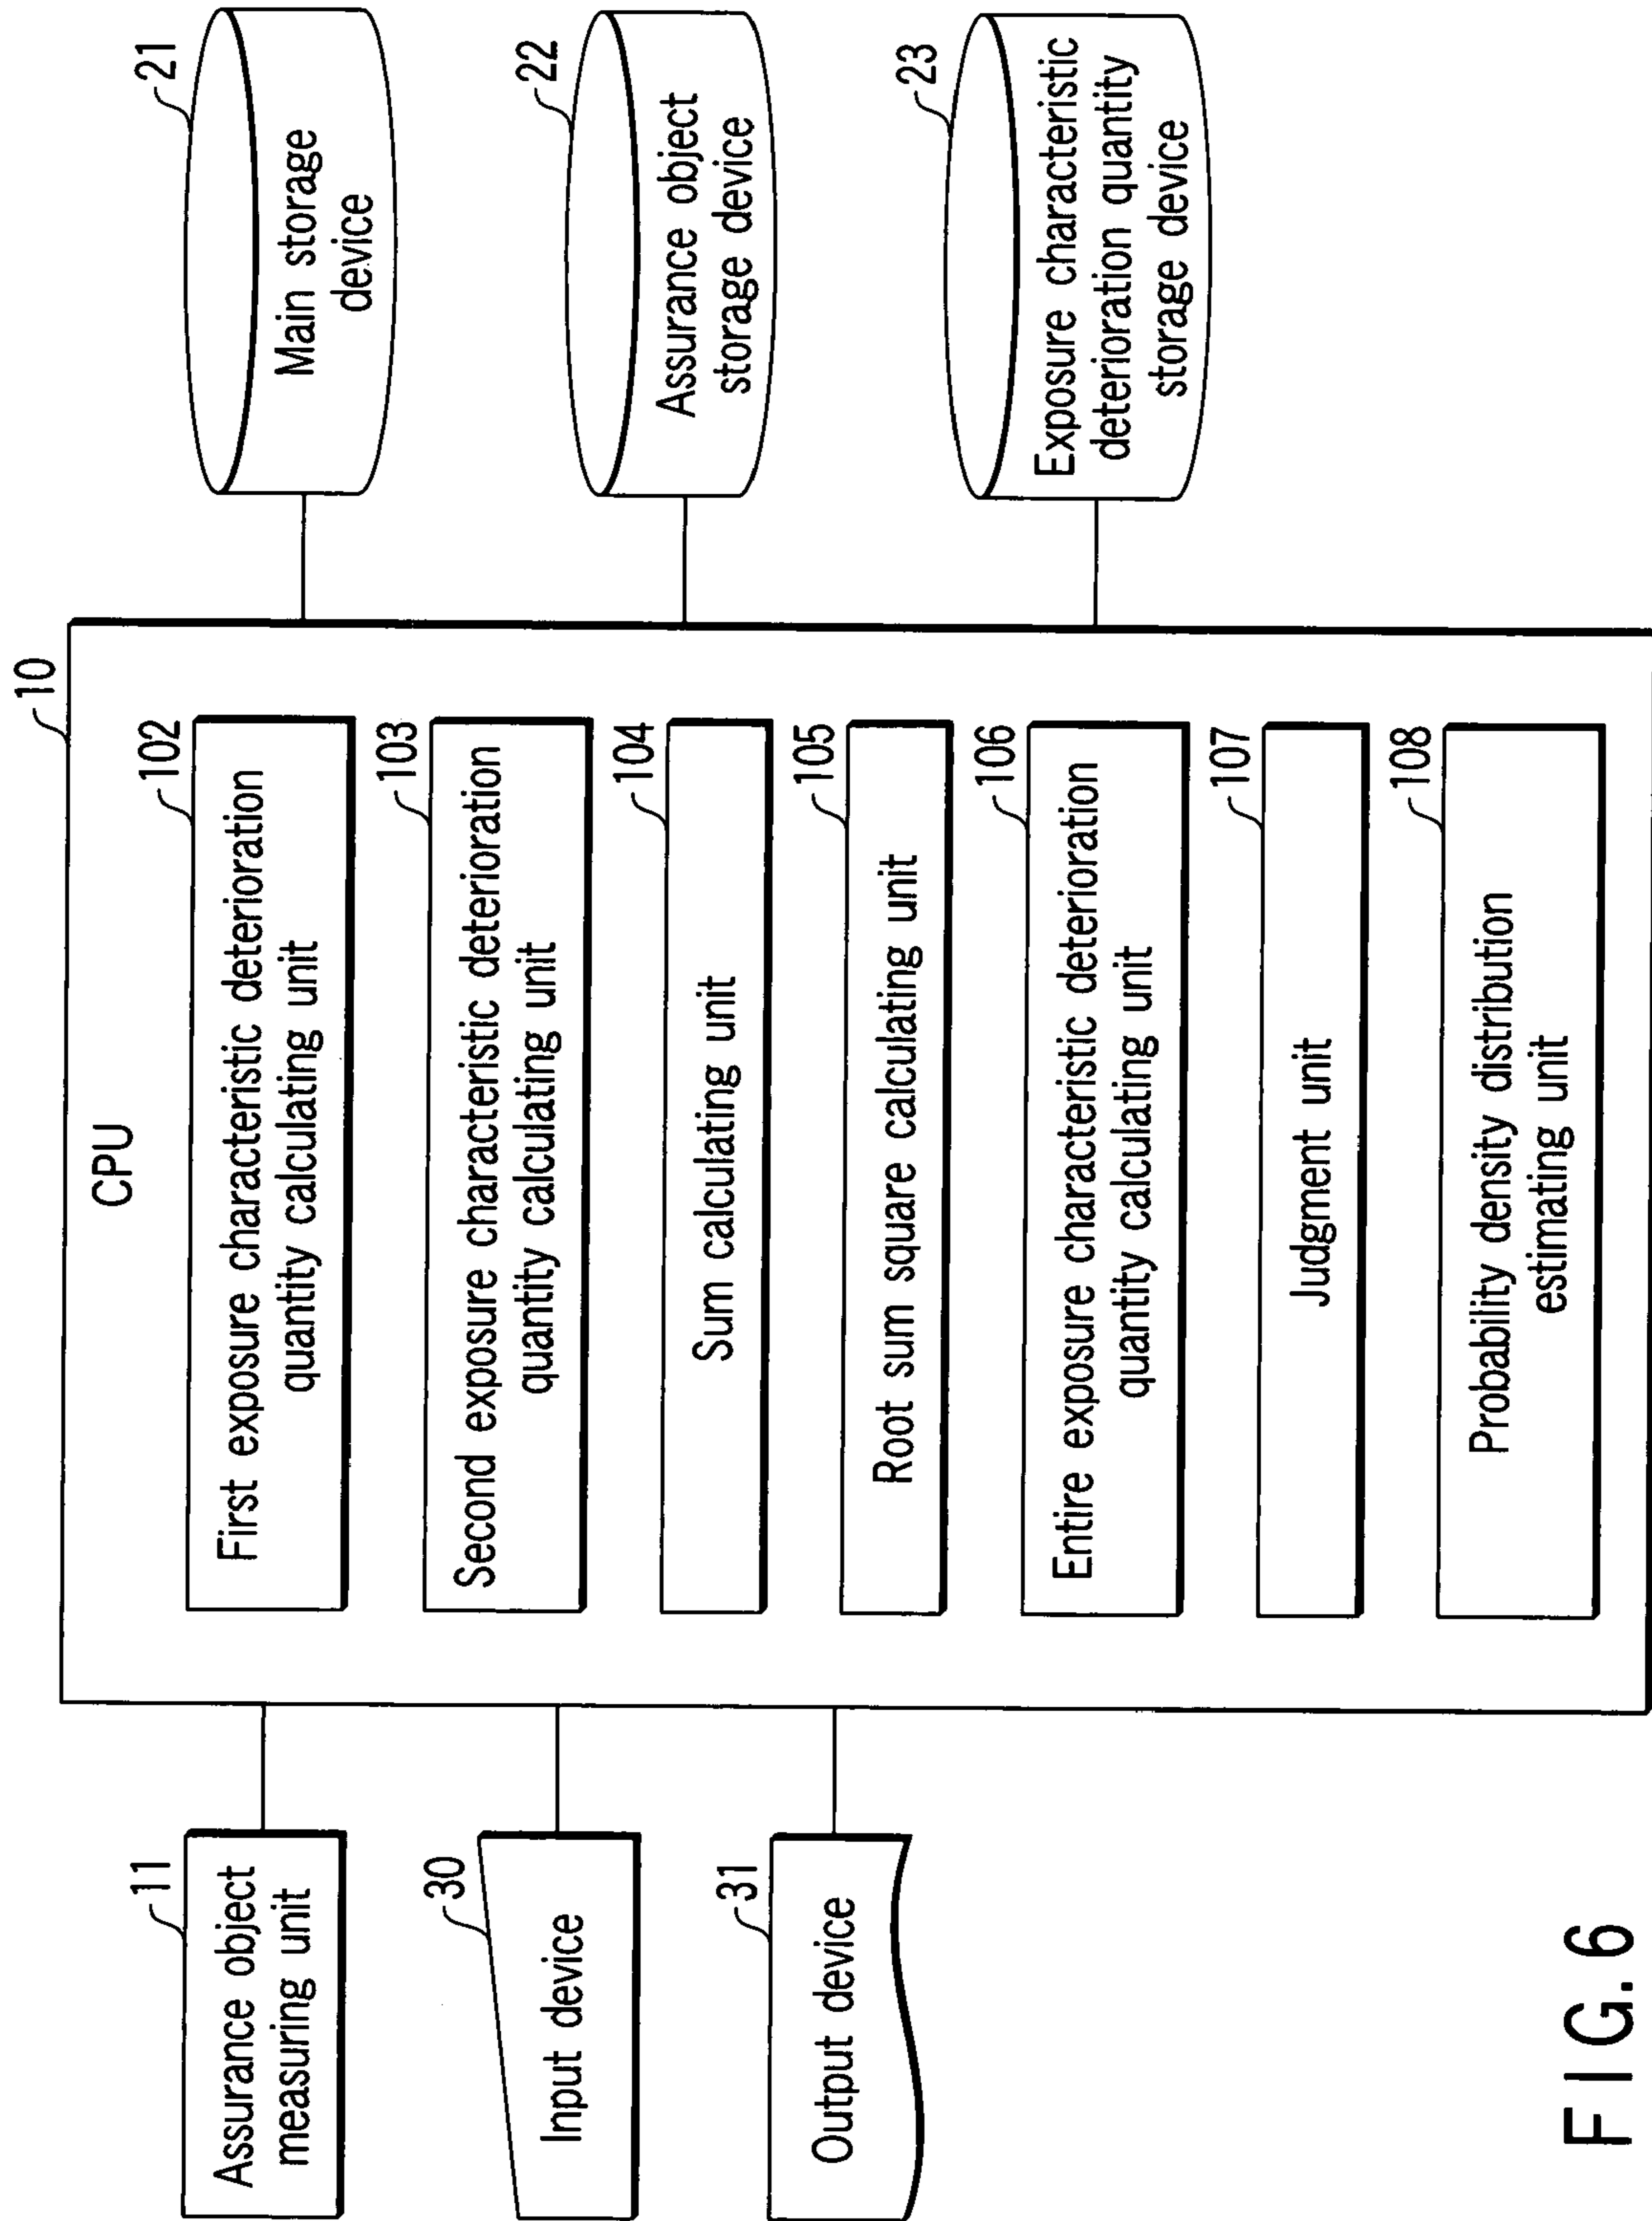 11
Assurance object
measuring unit
30
Input device
31
Output device
10
CPU
102
First exposure characteristic deterioration
quantity calculating unit
103
Second exposure characteristic deterioration
quantity calculating unit
104
Sum calculating unit
105
Root sum square calculating unit
106
Entire exposure characteristic deterioration
quantity calculating unit
107
Judgment unit
108
Probability density distribution
estimating unit
21
Main storage
device
22
Assurance object
storage device
23
Exposure characteristic
deterioration quantity
storage device
FIG. 6